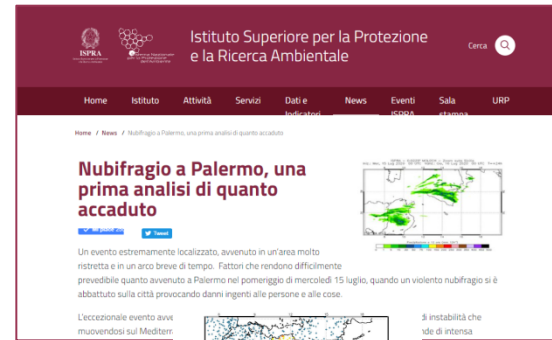 ISPRA
Istituto Superiore per la Protezione
e la Ricerca Ambientale
Cerca
Home Istituto Attività Servizi Dati e Indicatori News Eventi ISPRA Sala stampa URP
Home / News / Nubifragio a Palermo, una prima analisi di quanto accaduto
Nubifragio a Palermo, una
prima analisi di quanto
accaduto
Tweet
Un evento estremamente localizzato, avvenuto in un'area molto
ristretta e in un arco breve di tempo. Fattori che rendono difficilmente
prevedibile quanto avvenuto a Palermo nel pomeriggio di mercoledì 15 luglio, quando un violento nubifragio si è
abbattuto sulla città provocando danni ingenti alle persone e alle cose.
L'eccezionale evento avve di instabilità che
muovendosi sul Mediterr nde di intensa